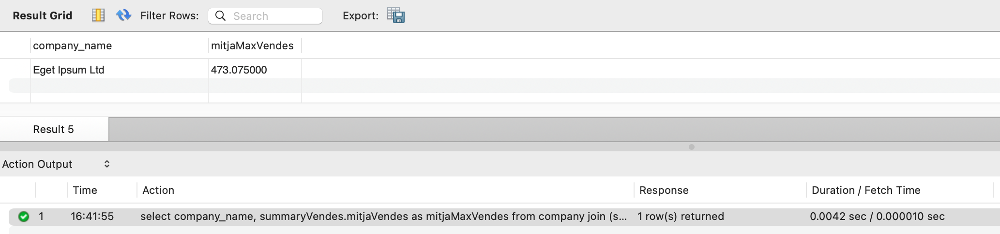 Result Grid Filter Rows: Search Export:
company_name mitjaMaxVendes
Eget Ipsum Ltd 473.075000
Result 5
Action Output
Time Action Response Duration / Fetch Time
1 16:41:55 select company_name, summaryVendes.mitjaVendes as mitjaMaxVendes from company join (s... 1 row(s) returned 0.0042 sec / 0.000010 sec